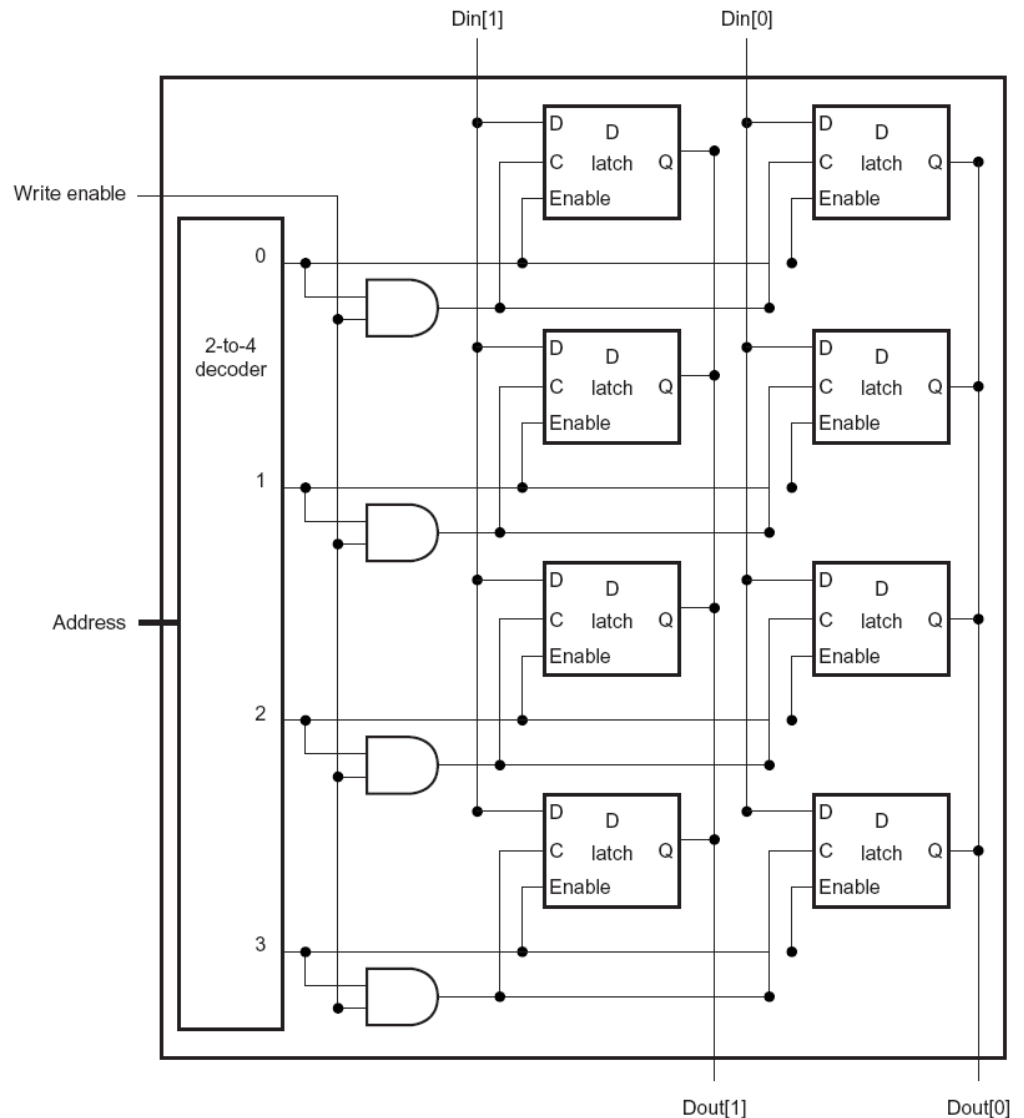 Din[1] Din[0]
D D D D
C latch Q C latch Q
Write enable Enable Enable
0
2-to-4
decoder
D D D D
C latch Q C latch Q
Enable Enable
1
D D D D
Address C latch Q C latch Q
Enable Enable
2
D D D D
C latch Q C latch Q
Enable Enable
3
Dout[1] Dout[0]